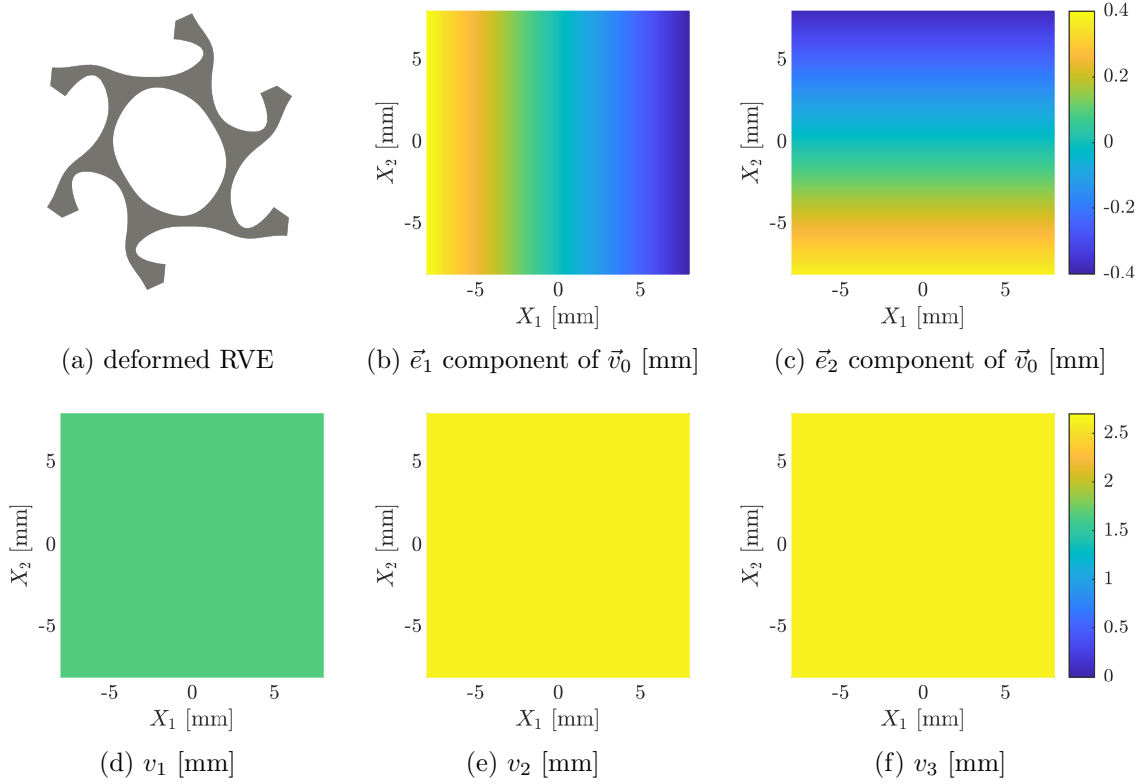 5
0
-5
X₂ [mm]
-5 0 5
X₁ [mm]
5
0
-5
X₂ [mm]
-5 0 5
X₁ [mm]
0.4
0.2
0
-0.2
-0.4
(a) deformed RVE
(b) e⃗₁ component of v⃗₀ [mm]
(c) e⃗₂ component of v⃗₀ [mm]
5
0
-5
X₂ [mm]
-5 0 5
X₁ [mm]
5
0
-5
X₂ [mm]
-5 0 5
X₁ [mm]
5
0
-5
X₂ [mm]
-5 0 5
X₁ [mm]
2.5
2
1.5
1
0.5
0
(d) v₁ [mm]
(e) v₂ [mm]
(f) v₃ [mm]